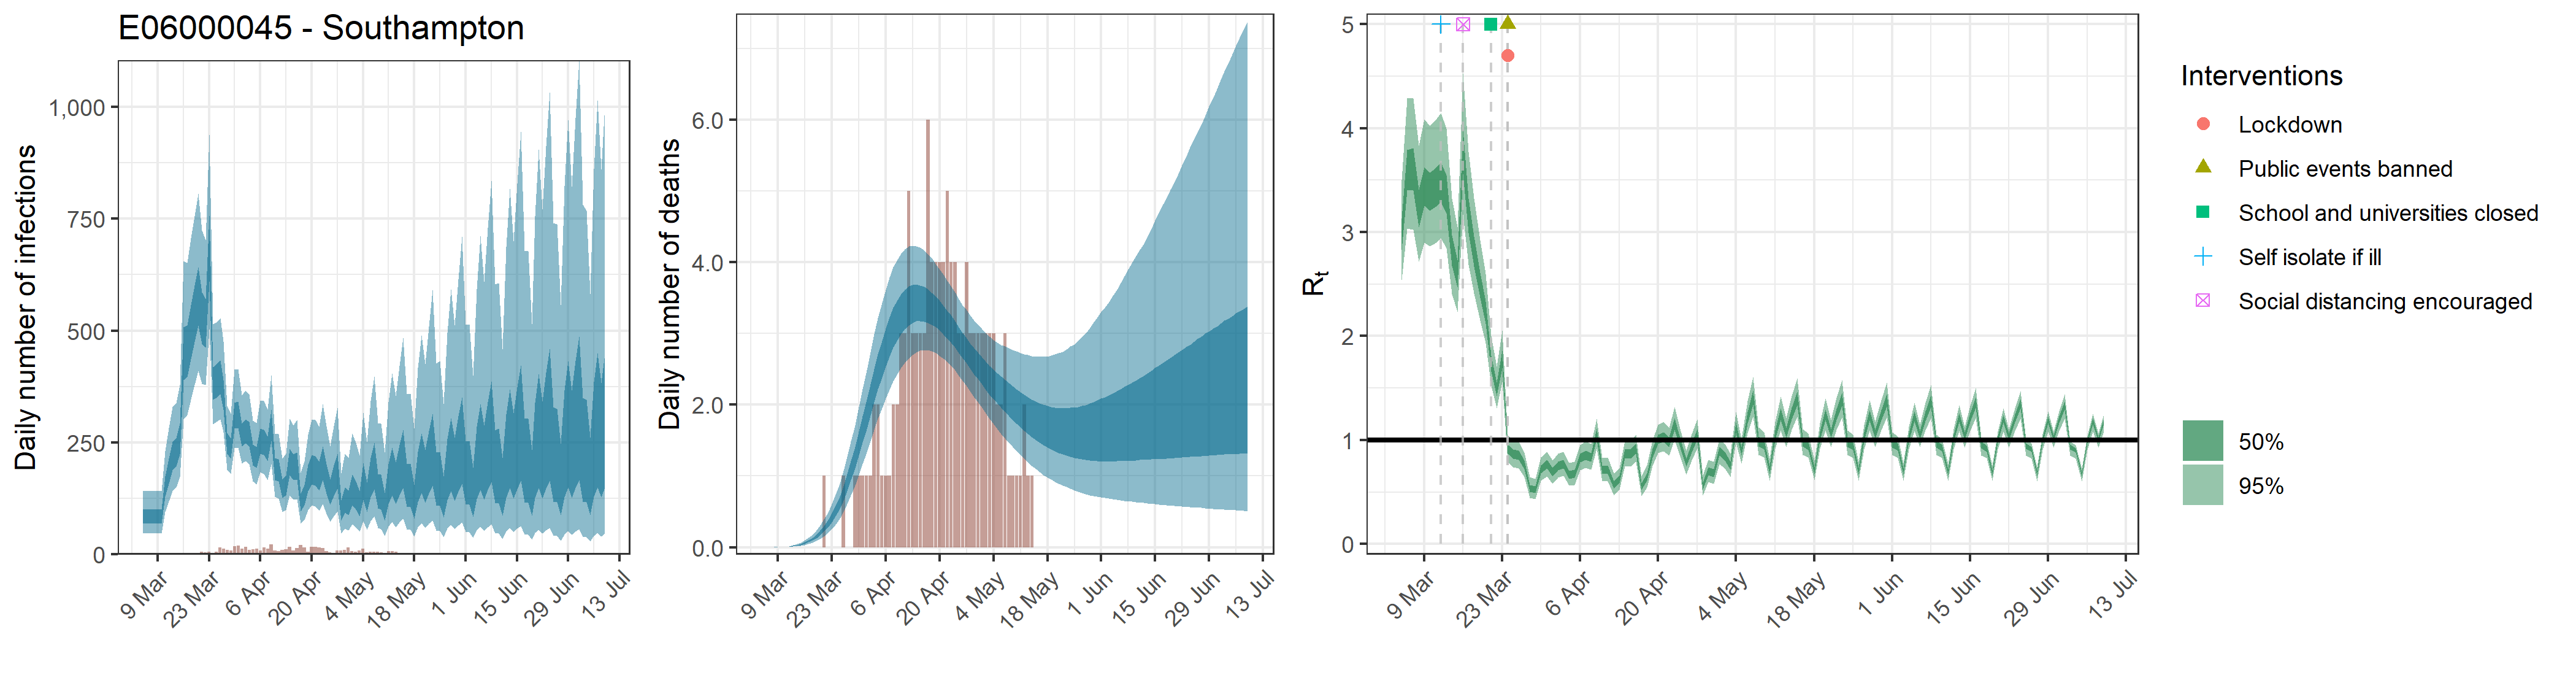 E06000045 - Southampton
Daily number of infections
1,000
750
500
250
0
9 Mar
23 Mar
6 Apr
20 Apr
4 May
18 May
1 Jun
15 Jun
29 Jun
13 Jul
Daily number of deaths
6.0
4.0
2.0
0.0
9 Mar
23 Mar
6 Apr
20 Apr
4 May
18 May
1 Jun
15 Jun
29 Jun
13 Jul
Rt
5
4
3
2
1
0
9 Mar
23 Mar
6 Apr
20 Apr
4 May
18 May
1 Jun
15 Jun
29 Jun
13 Jul
Interventions
Lockdown
Public events banned
School and universities closed
Self isolate if ill
Social distancing encouraged
50%
95%